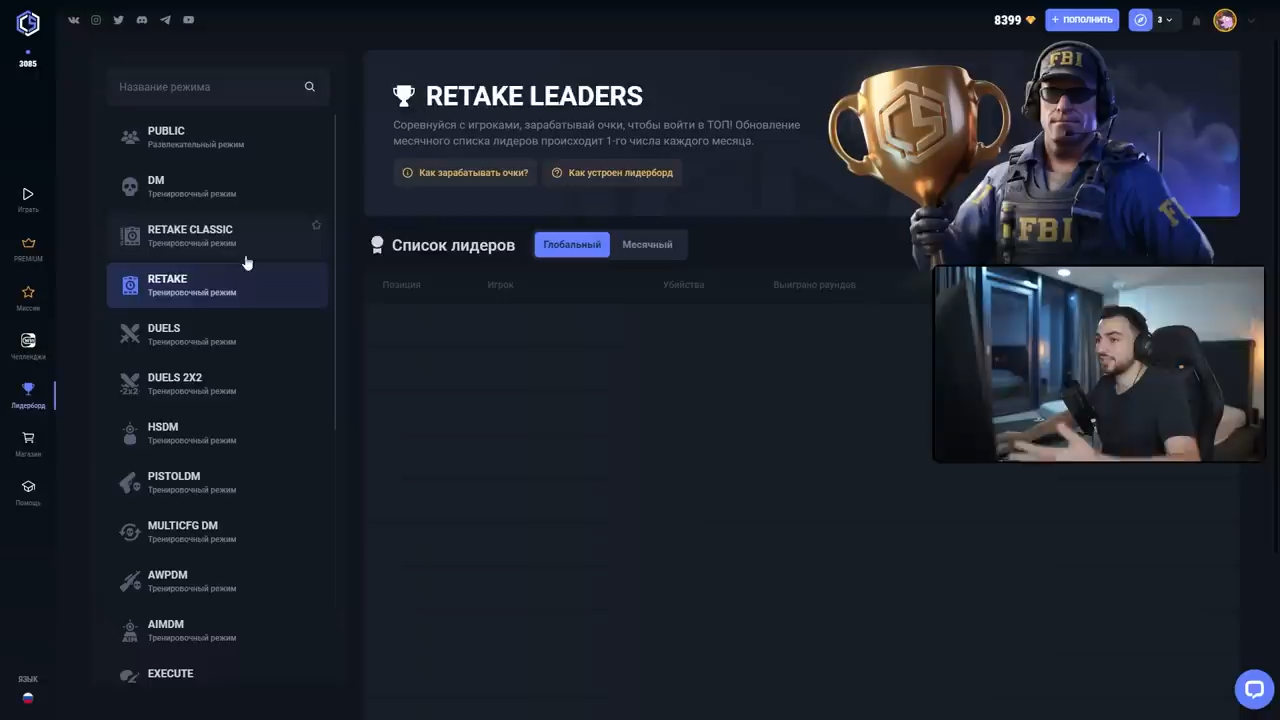 8399
+ ПОПОЛНИТЬ
3
3085
Название режима
PUBLIC
Развлекательный режим
DM
Тренировочный режим
RETAKE CLASSIC
Тренировочный режим
RETAKE
Тренировочный режим
DUELS
Тренировочный режим
DUELS 2X2
Тренировочный режим
HSDM
Тренировочный режим
PISTOLDM
Тренировочный режим
MULTICFG DM
Тренировочный режим
AWPDM
Тренировочный режим
AIMDM
Тренировочный режим
EXECUTE
Играть
PREMIUM
Миссии
Челленджи
Лидерборд
Магазин
Помощь
ЯЗЫК
RETAKE LEADERS
Соревнуйся с игроками, зарабатывай очки, чтобы войти в ТОП! Обновление
месячного списка лидеров происходит 1-го числа каждого месяца.
Как зарабатывать очки?
Как устроен лидерборд
FBI
FBI
Список лидеров
Глобальный
Месячный
Позиция
Игрок
Убийства
Выиграно раундов